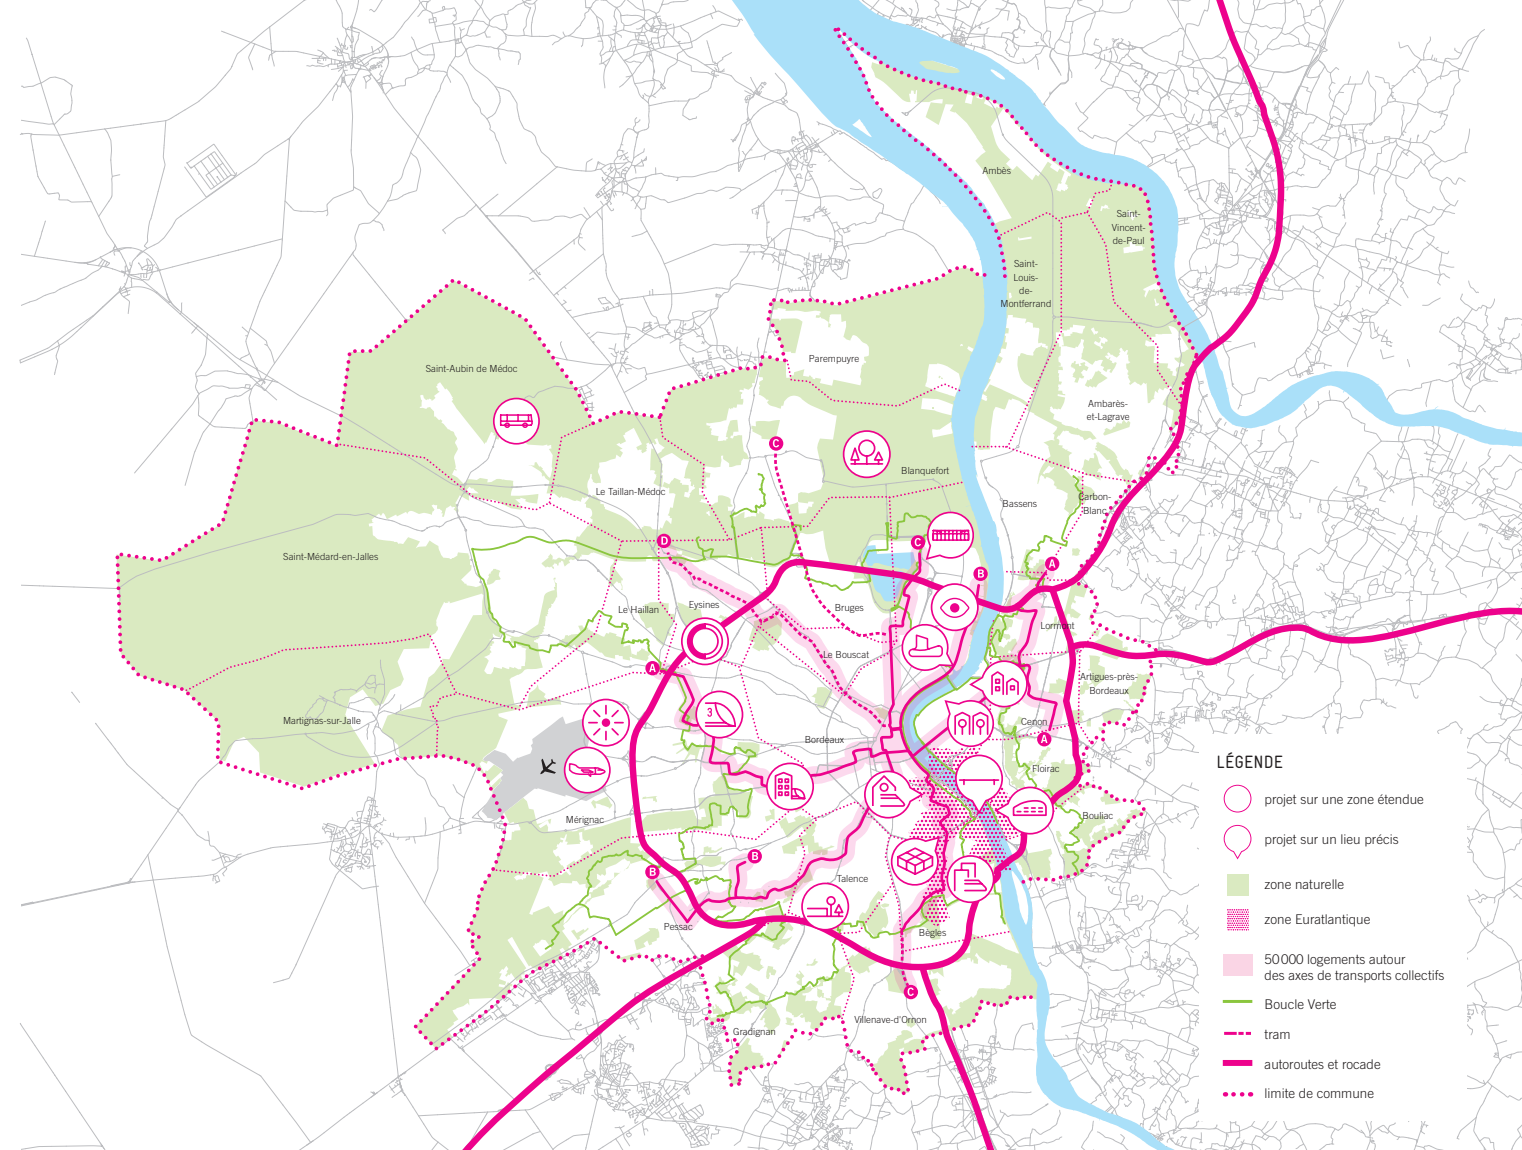 Ambès
Saint-
Vincent-
de-Paul
Saint-
Louis-
de-
Montferrand
Parempuyre
Saint-Aubin de Médoc
Ambarès-
et-Lagrave
C
Blanquefort
Le Taillan-Médoc
Bassens
Carbon-
Blanc
Saint-Médard-en-Jalles
D
C
B
A
Le Haillan
Eysines
Bruges
Lormont
Le Bouscat
A
Artigues-près-
Bordeaux
Martignas-sur-Jalle
3
Cenon
Bordeaux
A
Floirac
Mérignac
Bouliac
B
B
Talence
Pessac
Bègles
C
Villenave-d'Ornon
Gradignan
LÉGENDE
projet sur une zone étendue
projet sur un lieu précis
zone naturelle
zone Euratlantique
50 000 logements autour
des axes de transports collectifs
Boucle Verte
tram
autoroutes et rocade
limite de commune